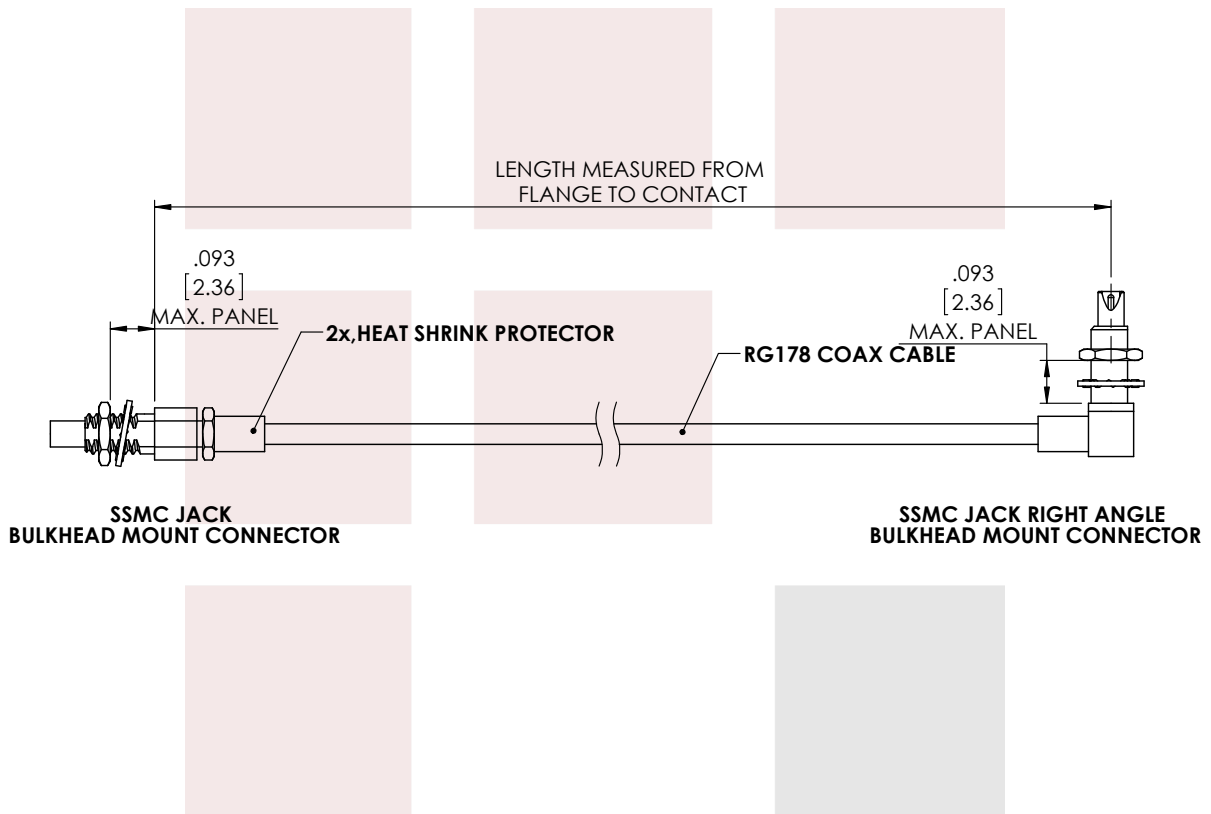 LENGTH MEASURED FROM
FLANGE TO CONTACT
.093
[2.36]
MAX. PANEL
.093
[2.36]
MAX. PANEL
2x,HEAT SHRINK PROTECTOR
RG178 COAX CABLE
SSMC JACK
BULKHEAD MOUNT CONNECTOR
SSMC JACK RIGHT ANGLE
BULKHEAD MOUNT CONNECTOR